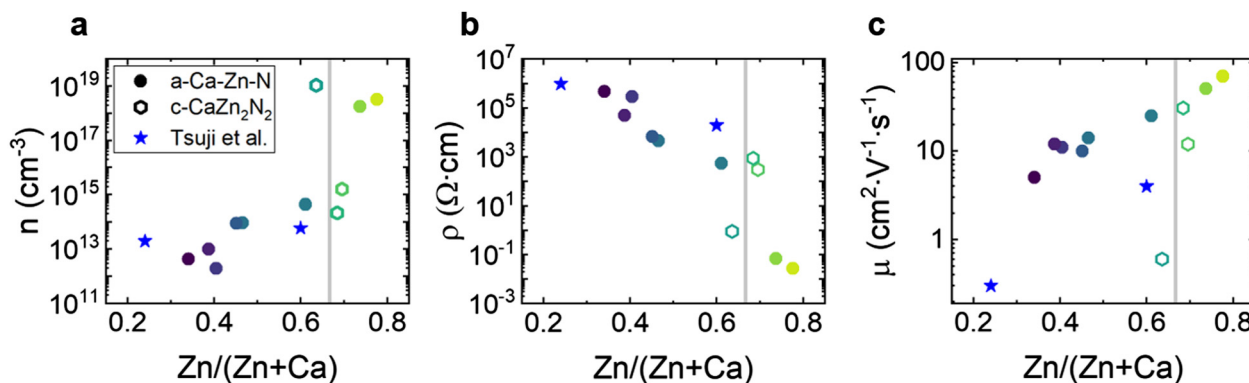 a
n (cm⁻³)
10¹⁹
10¹⁷
10¹⁵
10¹³
10¹¹
a-Ca-Zn-N
c-CaZn₂N₂
Tsuji et al.
0.2 0.4 0.6 0.8
Zn/(Zn+Ca)
b
ρ (Ω·cm)
10⁷
10⁵
10³
10¹
10⁻¹
10⁻³
0.2 0.4 0.6 0.8
Zn/(Zn+Ca)
c
μ (cm²·V⁻¹·s⁻¹)
100
10
1
0.2 0.4 0.6 0.8
Zn/(Zn+Ca)